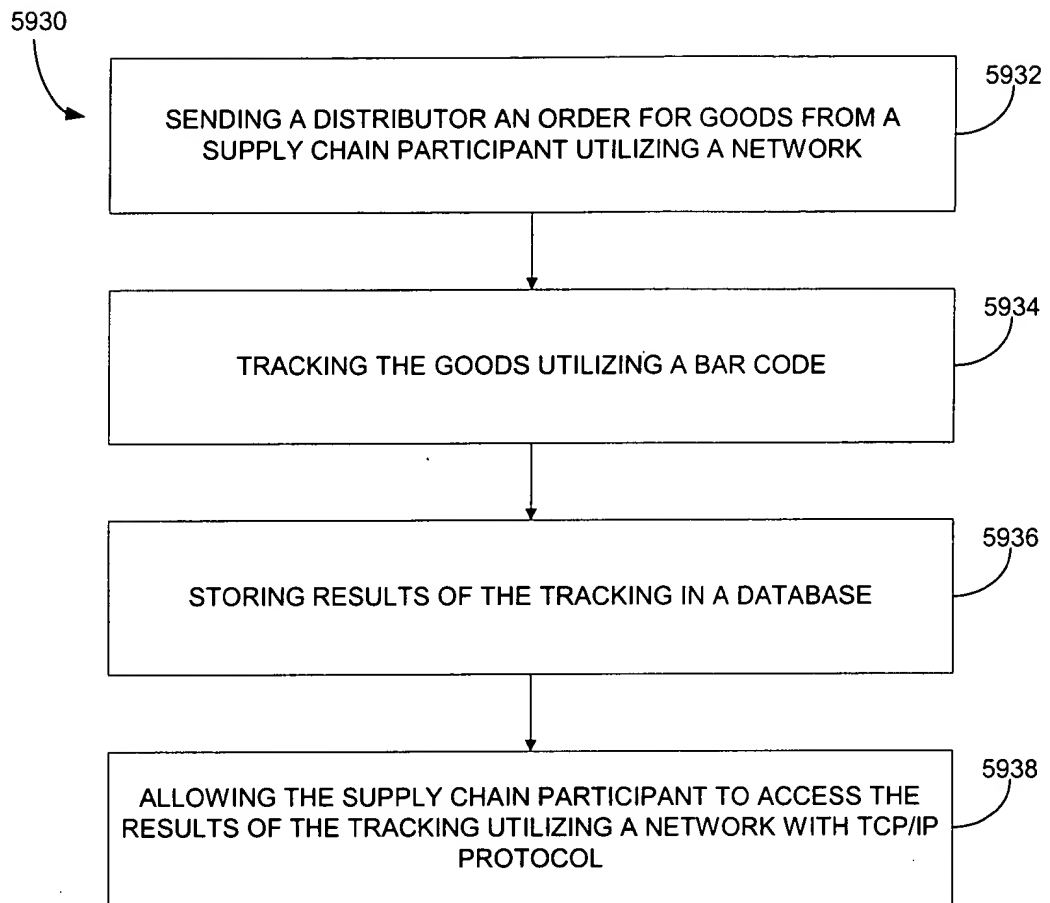 5930
5932
SENDING A DISTRIBUTOR AN ORDER FOR GOODS FROM A
SUPPLY CHAIN PARTICIPANT UTILIZING A NETWORK
5934
TRACKING THE GOODS UTILIZING A BAR CODE
5936
STORING RESULTS OF THE TRACKING IN A DATABASE
5938
ALLOWING THE SUPPLY CHAIN PARTICIPANT TO ACCESS THE
RESULTS OF THE TRACKING UTILIZING A NETWORK WITH TCP/IP
PROTOCOL